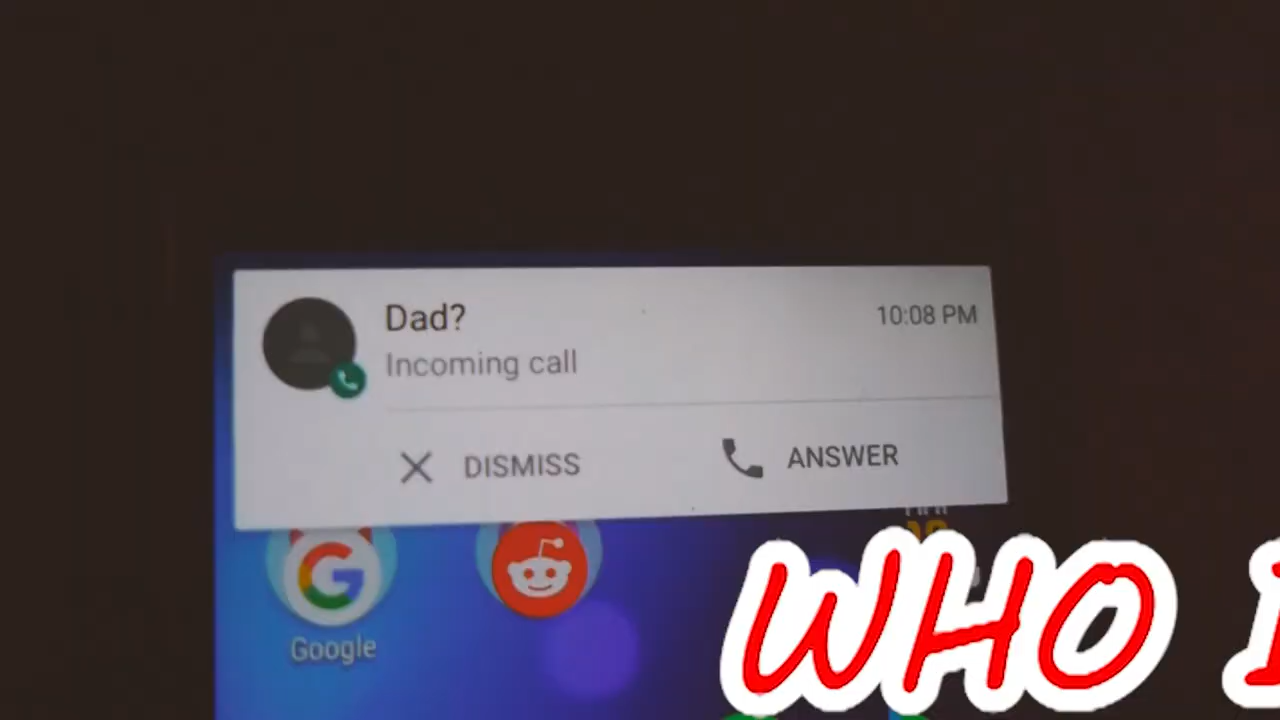 Dad?
10:08 PM
Incoming call
DISMISS
ANSWER
Google
WHO